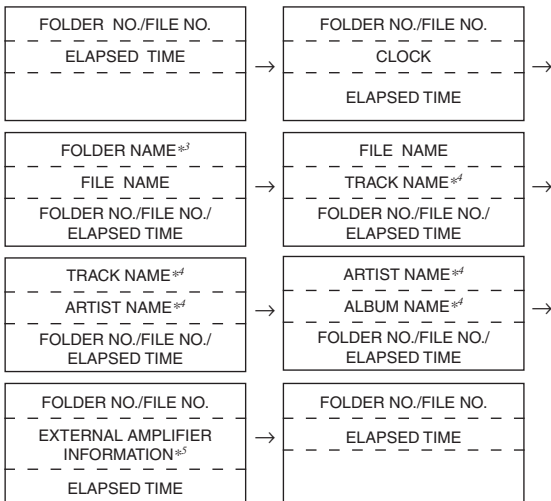 FOLDER NO./FILE NO.
ELAPSED TIME
→
FOLDER NO./FILE NO.
CLOCK
ELAPSED TIME
→
FOLDER NAME*3
FILE NAME
FOLDER NO./FILE NO./
ELAPSED TIME
→
FILE NAME
TRACK NAME*4
FOLDER NO./FILE NO./
ELAPSED TIME
→
TRACK NAME*4
ARTIST NAME*4
FOLDER NO./FILE NO./
ELAPSED TIME
→
ARTIST NAME*4
ALBUM NAME*4
FOLDER NO./FILE NO./
ELAPSED TIME
→
FOLDER NO./FILE NO.
EXTERNAL AMPLIFIER
INFORMATION*5
ELAPSED TIME
→
FOLDER NO./FILE NO.
ELAPSED TIME